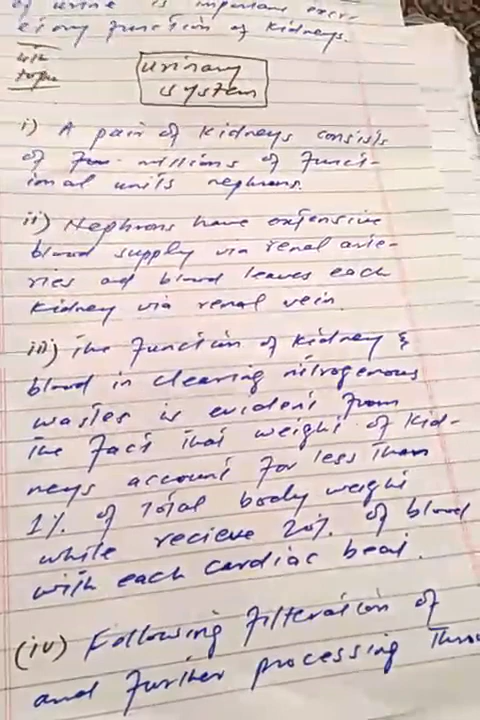 of urine is important excre-
etory function of kidneys.
with
topic
urinary
system
i) A pair of kidneys consists
of millions of funct-
ional units nephrons.
ii) Nephrons have extensive
blood supply via renal arte-
ries and blood leaves each
kidney via renal vein.
iii) The function of kidney &
blood in clearing nitrogenous
wastes is evident from
the fact that weight of kid-
neys account for less than
1% of total body weight
while recieve 20% of blood
with each cardiac beat.
(iv) Following filteration of
and further processing